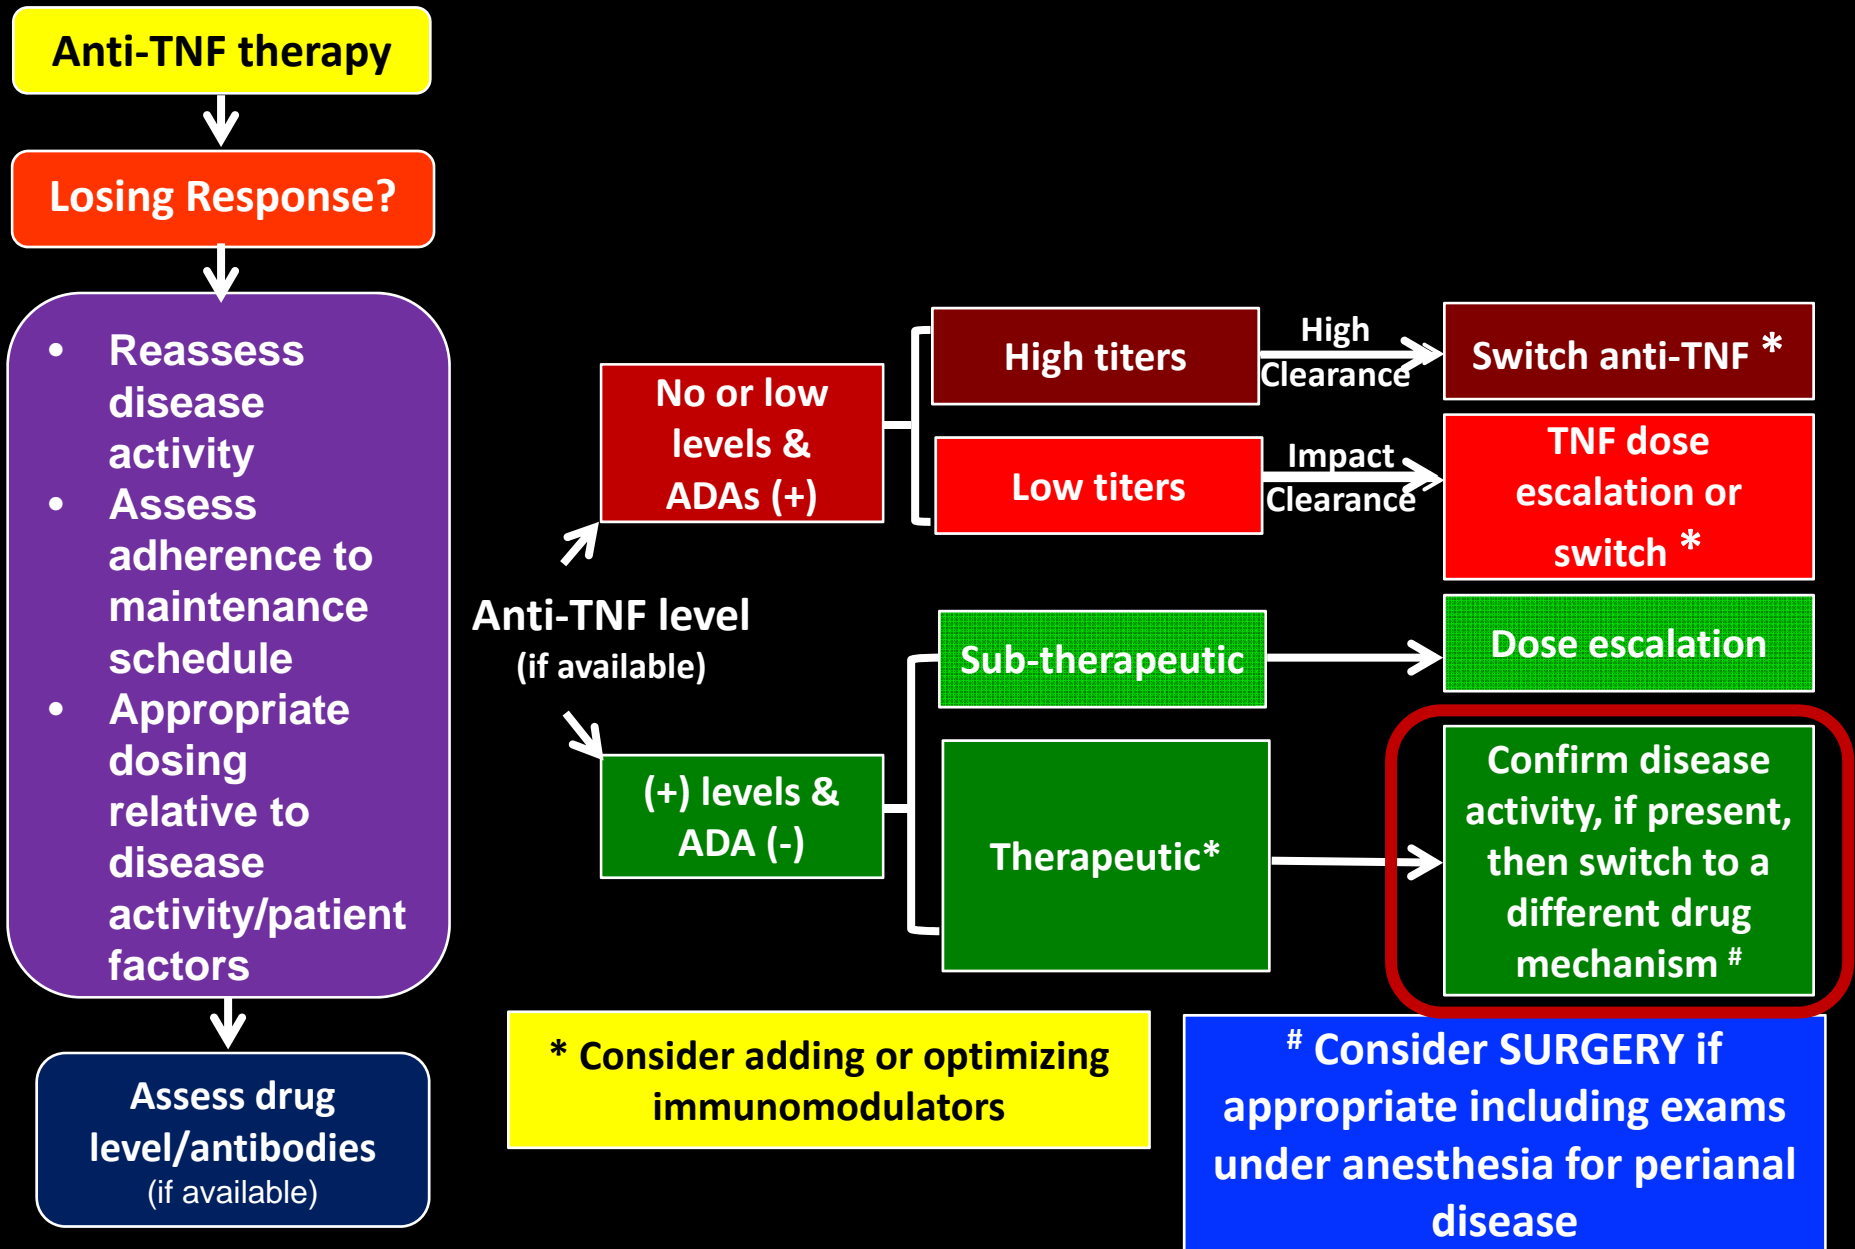 Anti-TNF therapy
Losing Response?
• Reassess
disease
activity
• Assess
adherence to
maintenance
schedule
• Appropriate
dosing
relative to
disease
activity/patient
factors
Assess drug
level/antibodies
(if available)
Anti-TNF level
(if available)
No or low
levels &
ADAs (+)
High titers
High
Clearance
Switch anti-TNF *
Low titers
Impact
Clearance
TNF dose
escalation or
switch *
(+) levels &
ADA (-)
Sub-therapeutic
Dose escalation
Therapeutic*
Confirm disease
activity, if present,
then switch to a
different drug
mechanism #
* Consider adding or optimizing
immunomodulators
# Consider SURGERY if
appropriate including exams
under anesthesia for perianal
disease